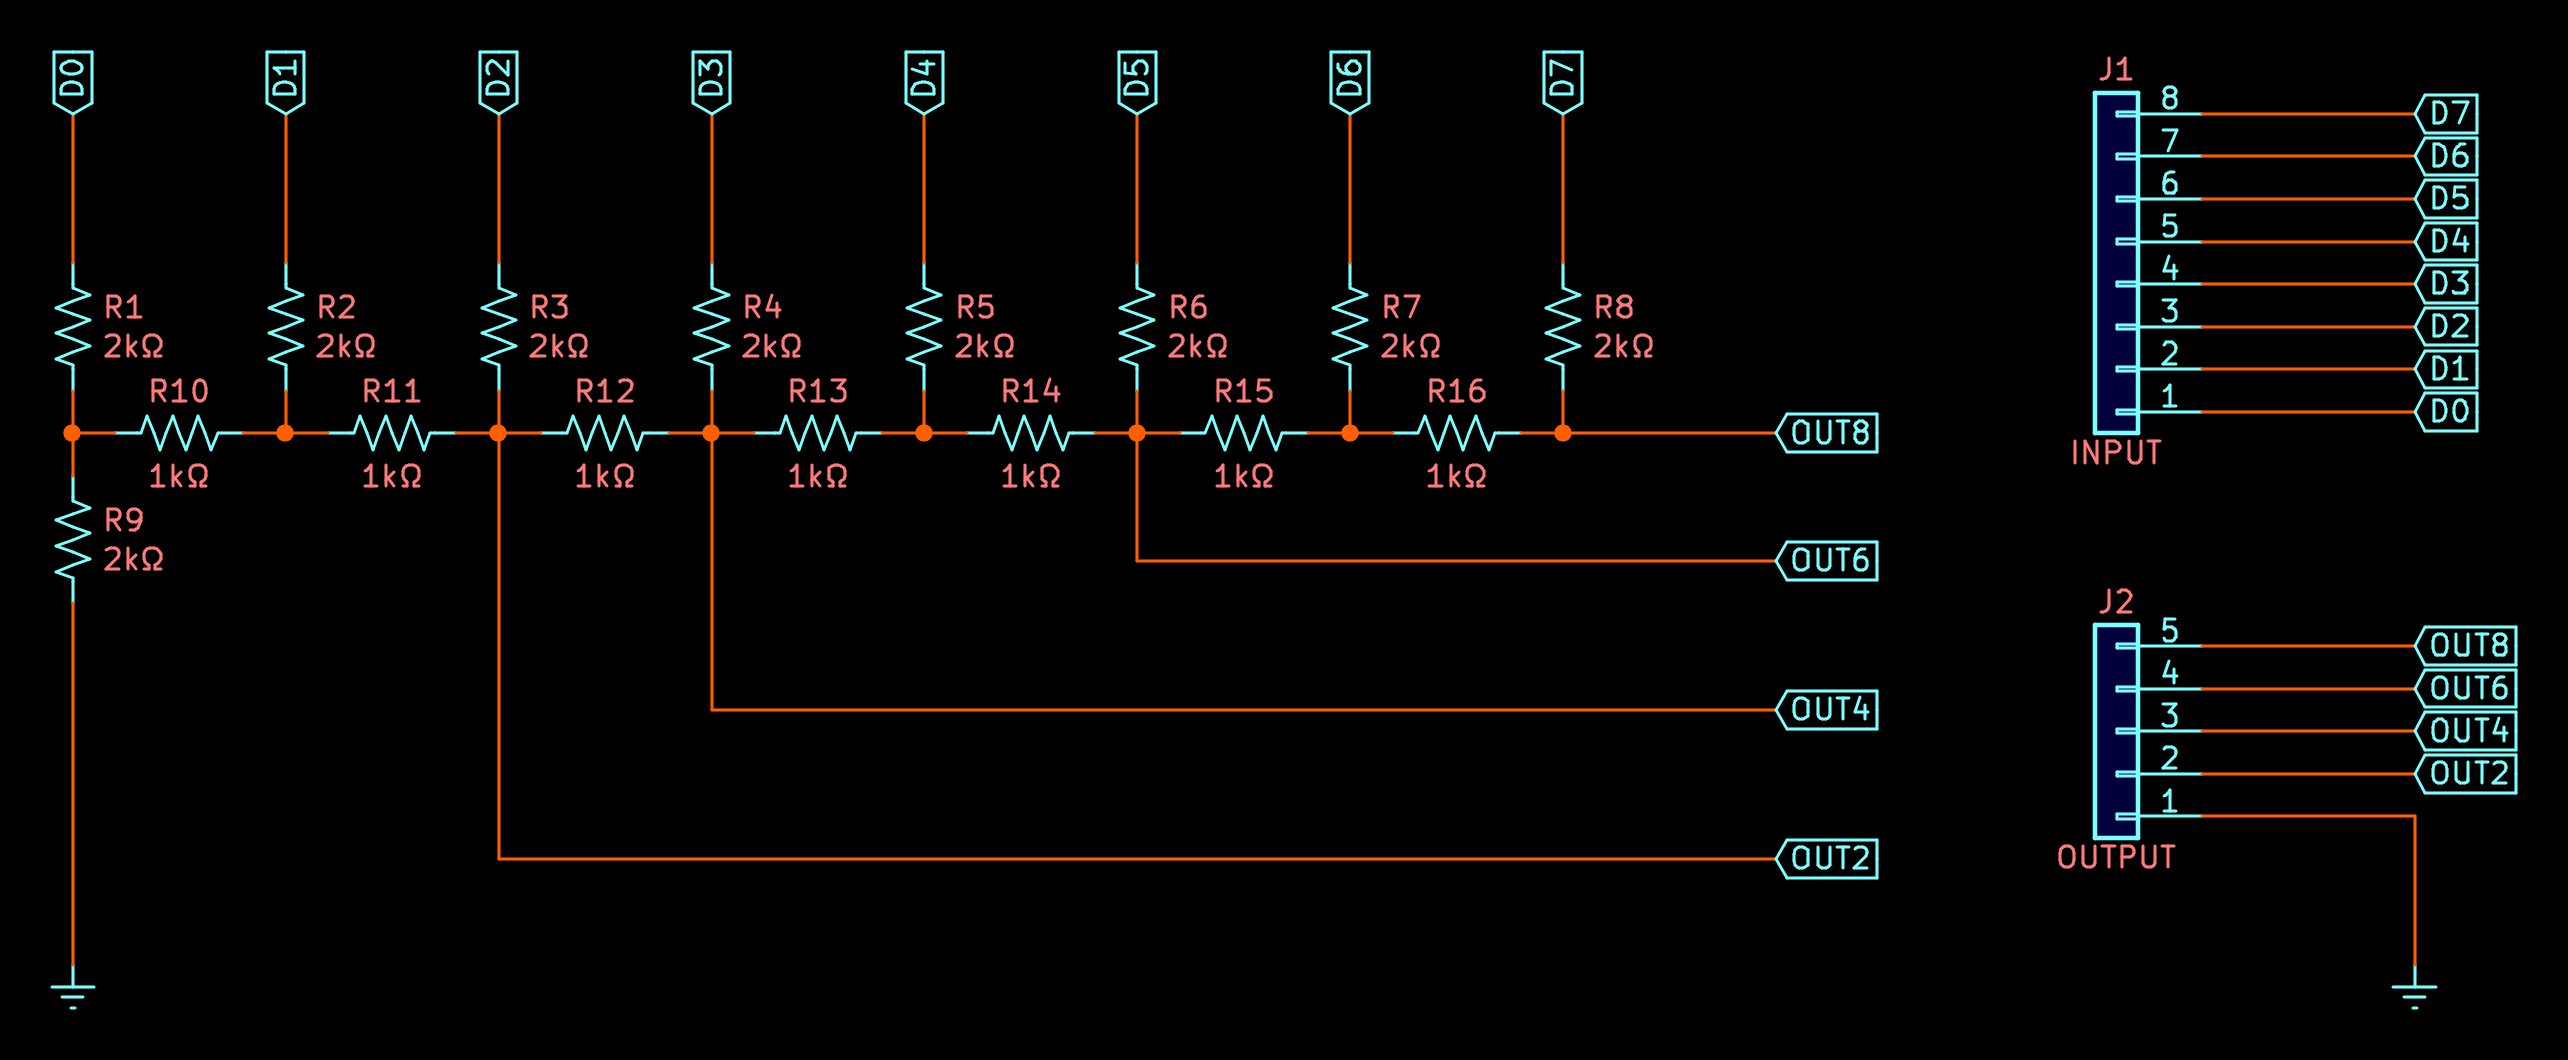 D0
D1
D2
D3
D4
D5
D6
D7
R1
2kΩ
R2
2kΩ
R3
2kΩ
R4
2kΩ
R5
2kΩ
R6
2kΩ
R7
2kΩ
R8
2kΩ
R10
1kΩ
R11
1kΩ
R12
1kΩ
R13
1kΩ
R14
1kΩ
R15
1kΩ
R16
1kΩ
R9
2kΩ
OUT8
OUT6
OUT4
OUT2
J1
8 D7
7 D6
6 D5
5 D4
4 D3
3 D2
2 D1
1 D0
INPUT
J2
5 OUT8
4 OUT6
3 OUT4
2 OUT2
1
OUTPUT